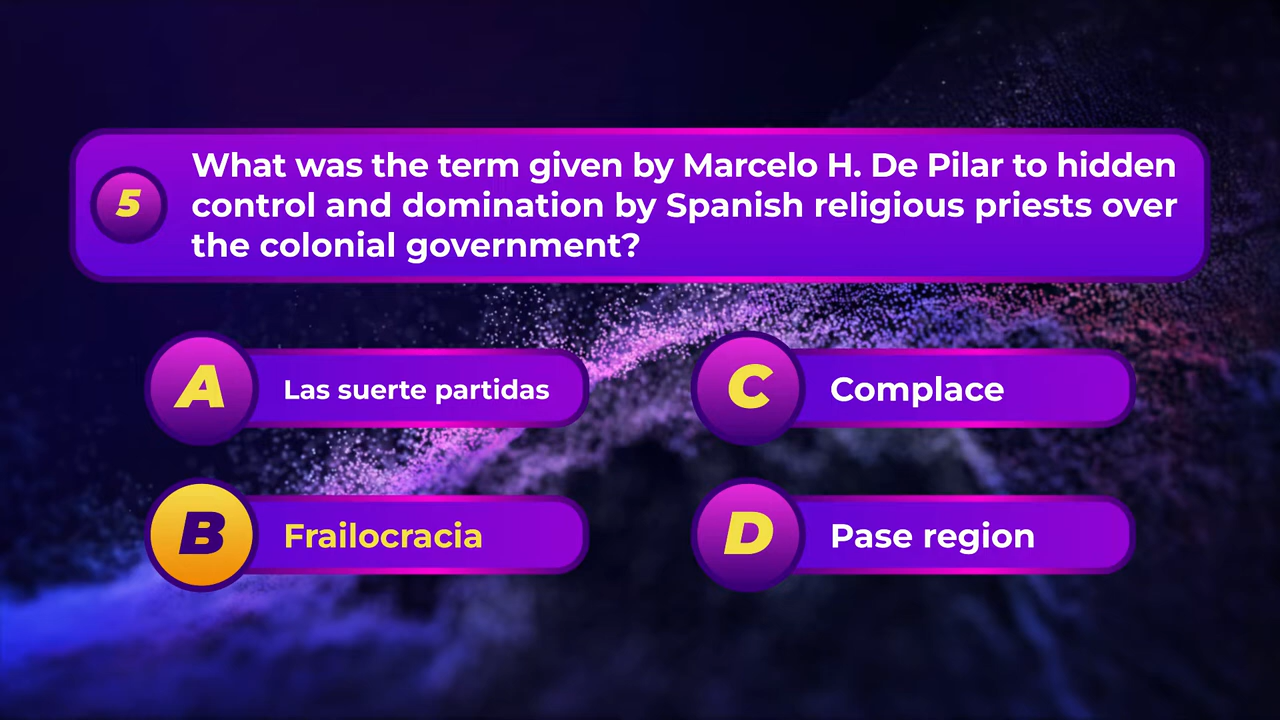 5
What was the term given by Marcelo H. De Pilar to hidden
control and domination by Spanish religious priests over
the colonial government?
A
Las suerte partidas
B
Frailocracia
C
Complace
D
Pase region